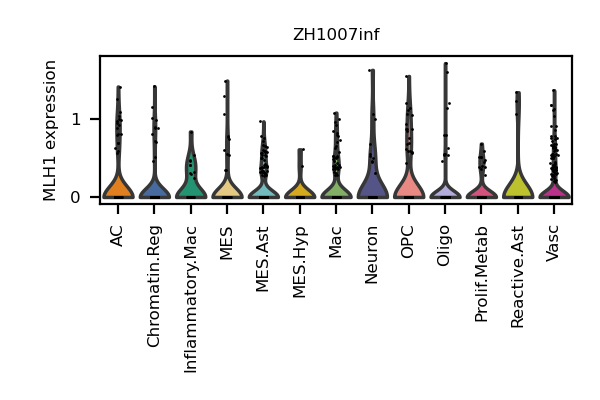 ZH1007inf
MLH1 expression
1
0
AC
Chromatin.Reg
Inflammatory.Mac
MES
MES.Ast
MES.Hyp
Mac
Neuron
OPC
Oligo
Prolif.Metab
Reactive.Ast
Vasc